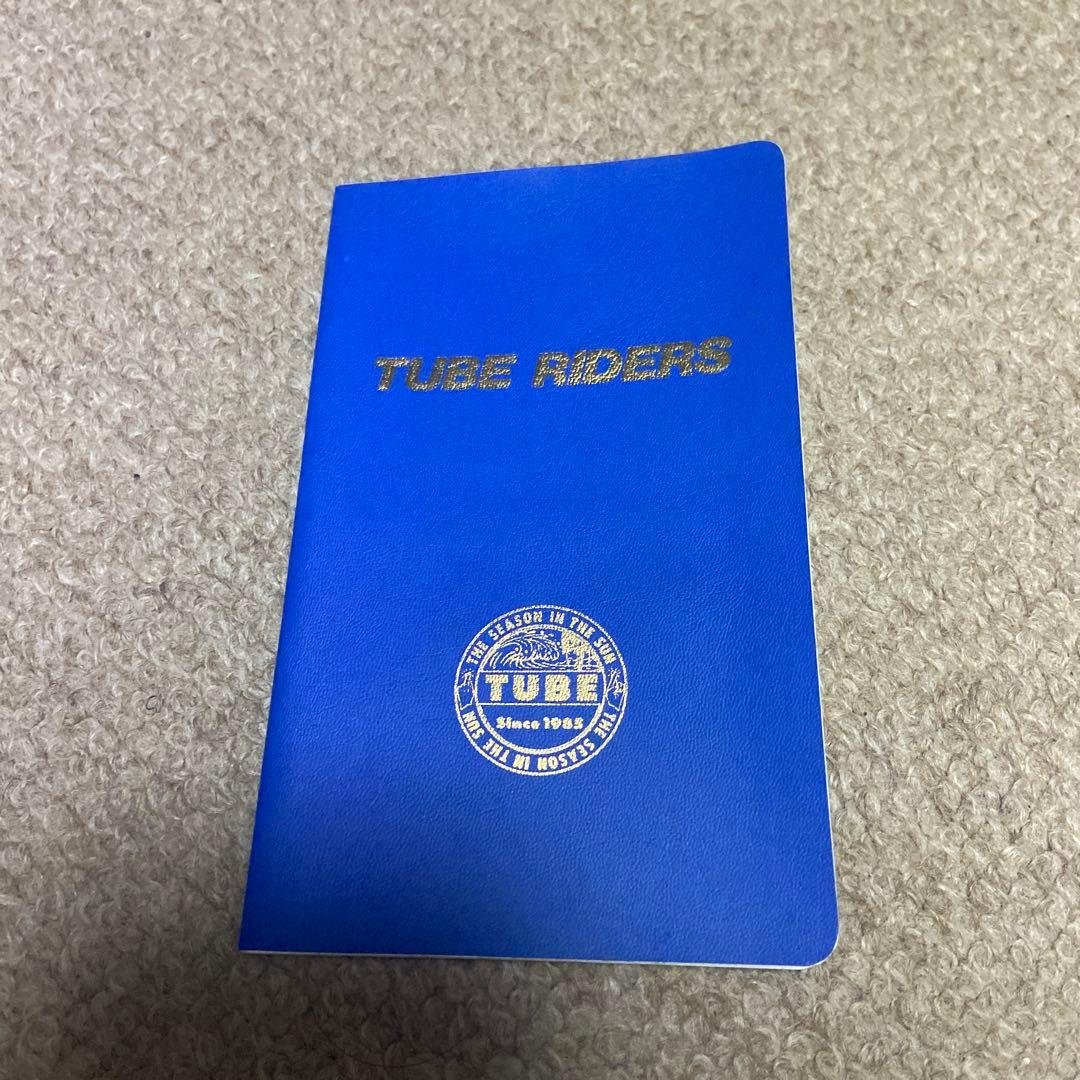 TUBE RIDERS
THE SEASON IN THE SUN
TUBE
Since 1985
THE SEASON IN THE SUN